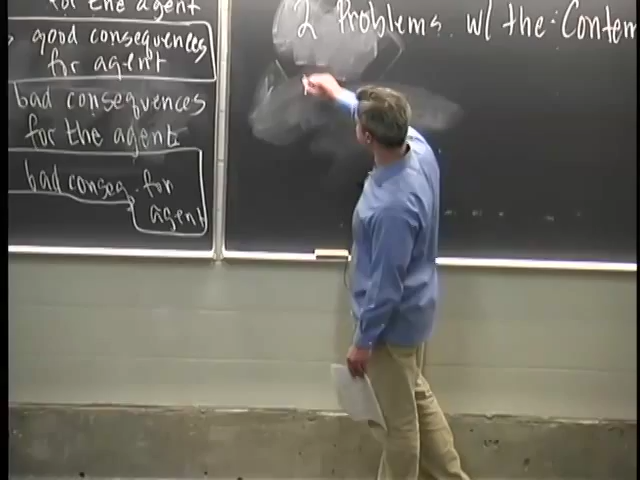 for the agent
good consequences
for agent
bad consequences
for the agent
bad conseq. for
agent
2 Problems w/ the Contem